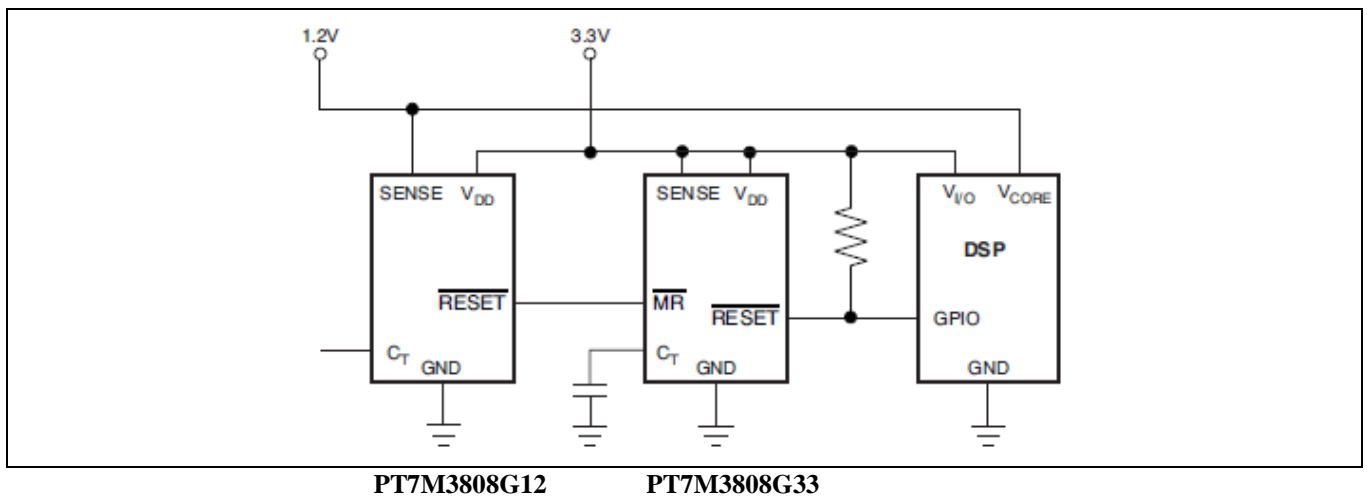 1.2V 3.3V
SENSE VDD SENSE VDD VI/O VCORE
DSP
RESET MR RESET GPIO
CT GND CT GND GND
PT7M3808G12 PT7M3808G33